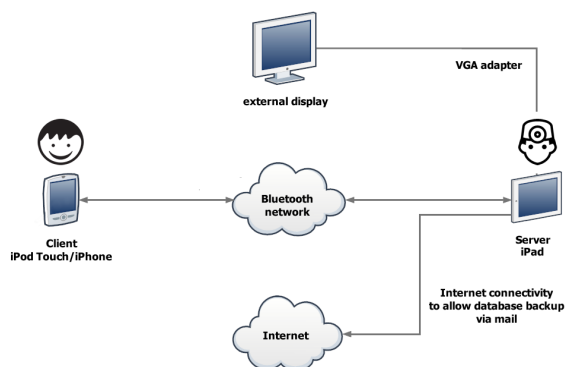 VGA adapter
external display
Bluetooth
network
Client
iPod Touch/iPhone
Server
iPad
Internet connectivity
to allow database backup
via mail
Internet